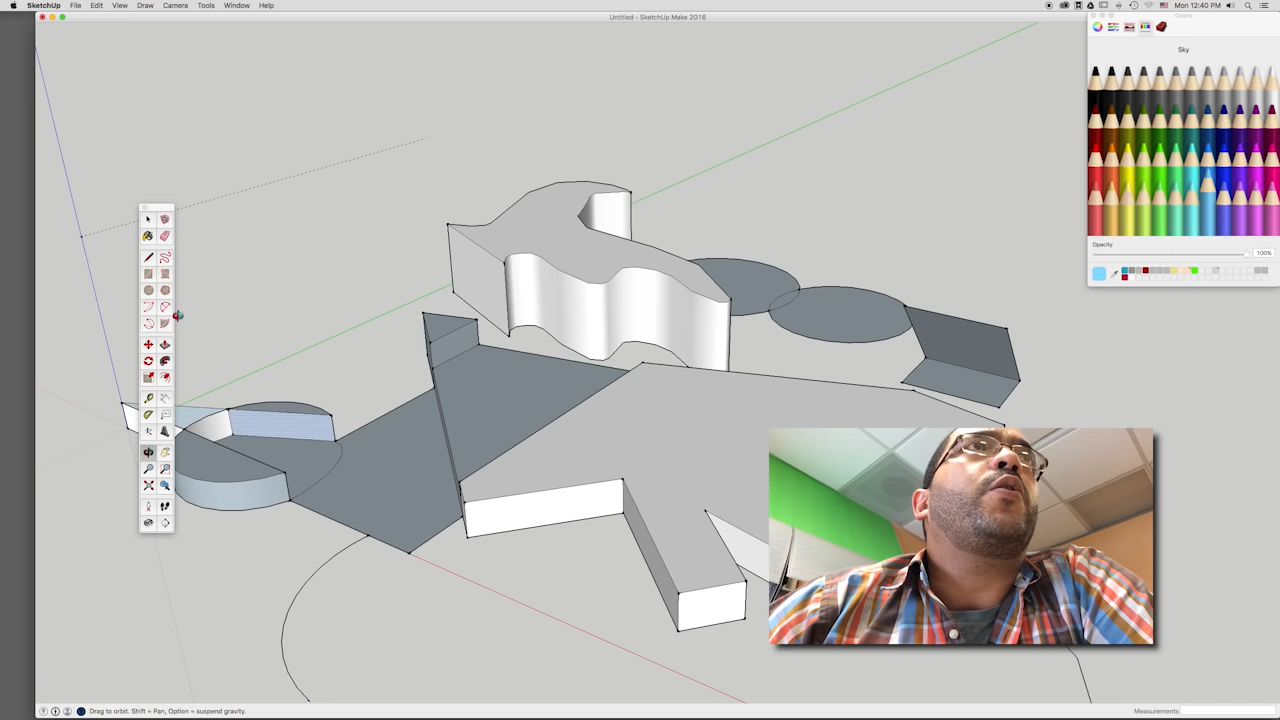 SketchUp File Edit View Draw Camera Tools Window Help
Mon 12:40 PM
Untitled - SketchUp Make 2016
Colors
Sky
Opacity
100%
Drag to orbit. Shift = Pan, Option = suspend gravity.
Measurements: